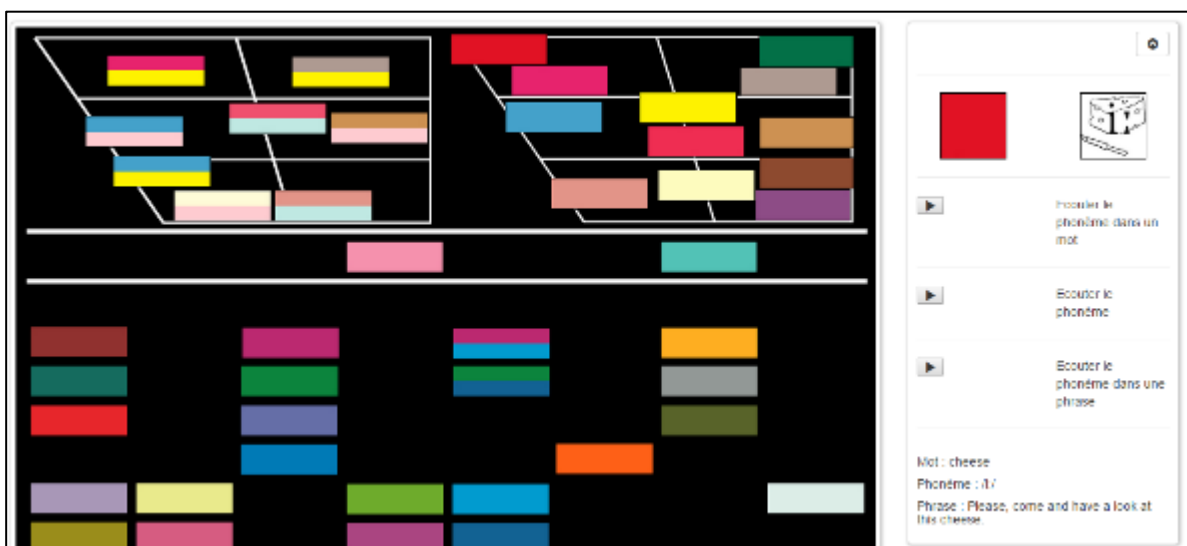 Ecouter le
phonème dans un
mot
Ecouter le
phonème
Ecouter le
phonème dans une
phrase
Mot : cheese
Phonème : /i/
Phrase : Please, come and have a look at
this cheese.